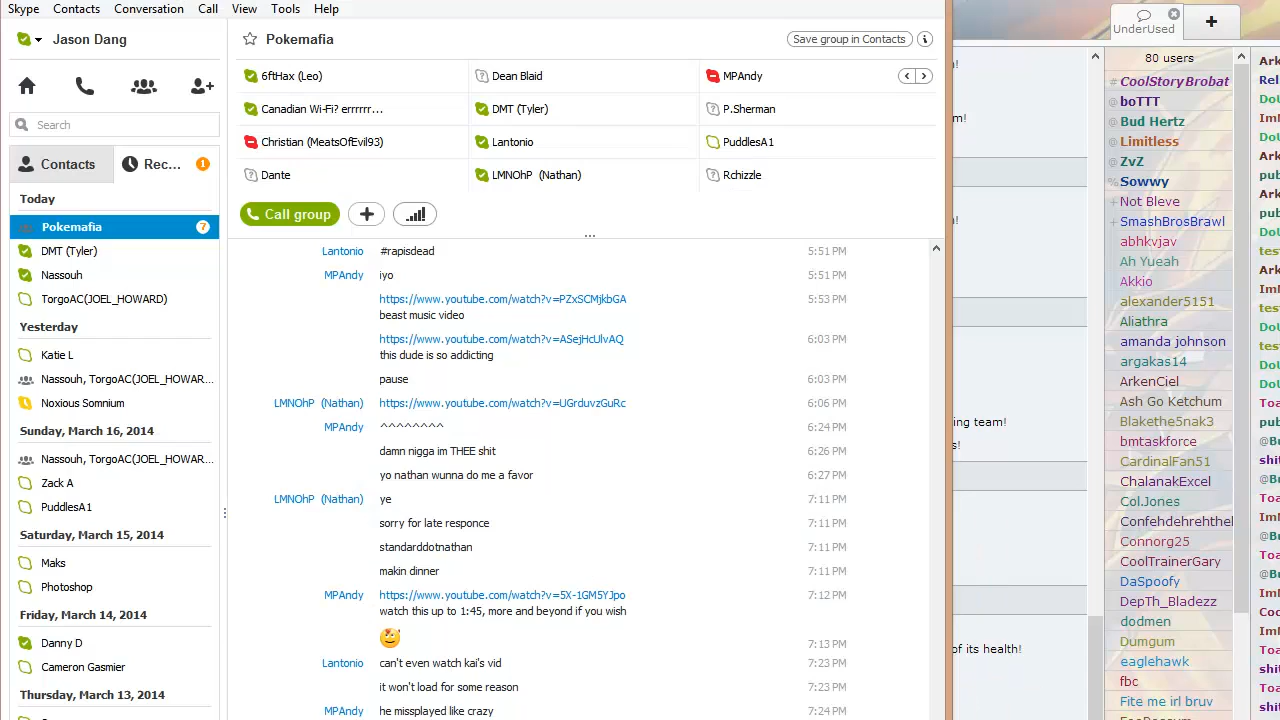 Skype Contacts Conversation Call View Tools Help
Jason Dang
Search
Contacts Rec... 1
Today
Pokemafia 7
DMT (Tyler)
Nassouh
TorgoAC(JOEL_HOWARD)
Yesterday
Katie L
Nassouh, TorgoAC(JOEL_HOWAR...
Noxious Somnium
Sunday, March 16, 2014
Nassouh, TorgoAC(JOEL_HOWAR...
Zack A
PuddlesA1
Saturday, March 15, 2014
Maks
Photoshop
Friday, March 14, 2014
Danny D
Cameron Gasmier
Thursday, March 13, 2014
Pokemafia
Save group in Contacts
6ftHax (Leo) Dean Blaid MPAndy
Canadian Wi-Fi? errrrrr... DMT (Tyler) P.Sherman
Christian (MeatsOfEvil93) Lantonio PuddlesA1
Dante LMNOhP (Nathan) Rchizzle
Call group
Lantonio #rapisdead 5:51 PM
MPAndy iyo 5:51 PM
https://www.youtube.com/watch?v=PZxSCMjkbGA 5:53 PM
beast music video
https://www.youtube.com/watch?v=ASejHcUlvAQ 6:03 PM
this dude is so addicting
pause 6:03 PM
LMNOhP (Nathan) https://www.youtube.com/watch?v=UGrduvzGuRc 6:06 PM
MPAndy ^^^^^^^^ 6:24 PM
damn nigga im THEE shit 6:26 PM
yo nathan wunna do me a favor 6:27 PM
LMNOhP (Nathan) ye 7:11 PM
sorry for late responce 7:11 PM
standarddotnathan 7:11 PM
makin dinner 7:11 PM
MPAndy https://www.youtube.com/watch?v=5X-1GM5YJpo 7:12 PM
watch this up to 1:45, more and beyond if you wish
7:13 PM
Lantonio can't even watch kai's vid 7:23 PM
it won't load for some reason 7:23 PM
MPAndy he missplayed like crazy 7:24 PM
ing team!
s!
of its health!
UnderUsed
80 users
#CoolStoryBrobat
@boTTT
@Bud Hertz
@Limitless
@ZvZ
%Sowwy
+Not Bleve
+SmashBrosBrawl
abhkvjav
Ah Yueah
Akkio
alexander5151
Aliathra
amanda johnson
argakas14
ArkenCiel
Ash Go Ketchum
Blakethe5nak3
bmtaskforce
CardinalFan51
ChalanakExcel
Col.Jones
Confehdehrehthel
Connorg25
CoolTrainerGary
DaSpoofy
DepTh_Bladezz
dodmen
Dumgum
eaglehawk
fbc
Fite me irl bruv